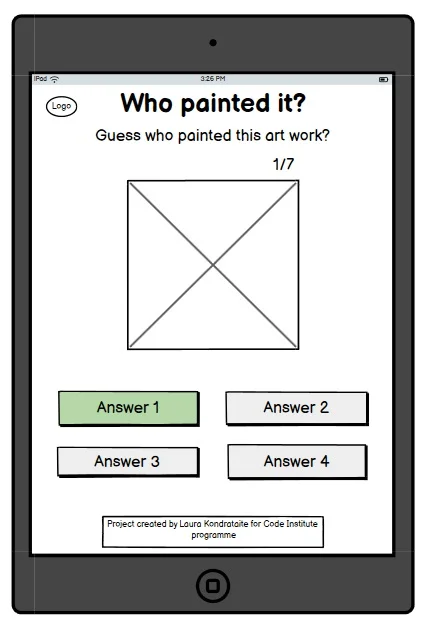 iPad 3:26 PM
Logo
Who painted it?
Guess who painted this art work?
1/7
Answer 1 Answer 2
Answer 3 Answer 4
Project created by Laura Kondrataite for Code Institute
programme